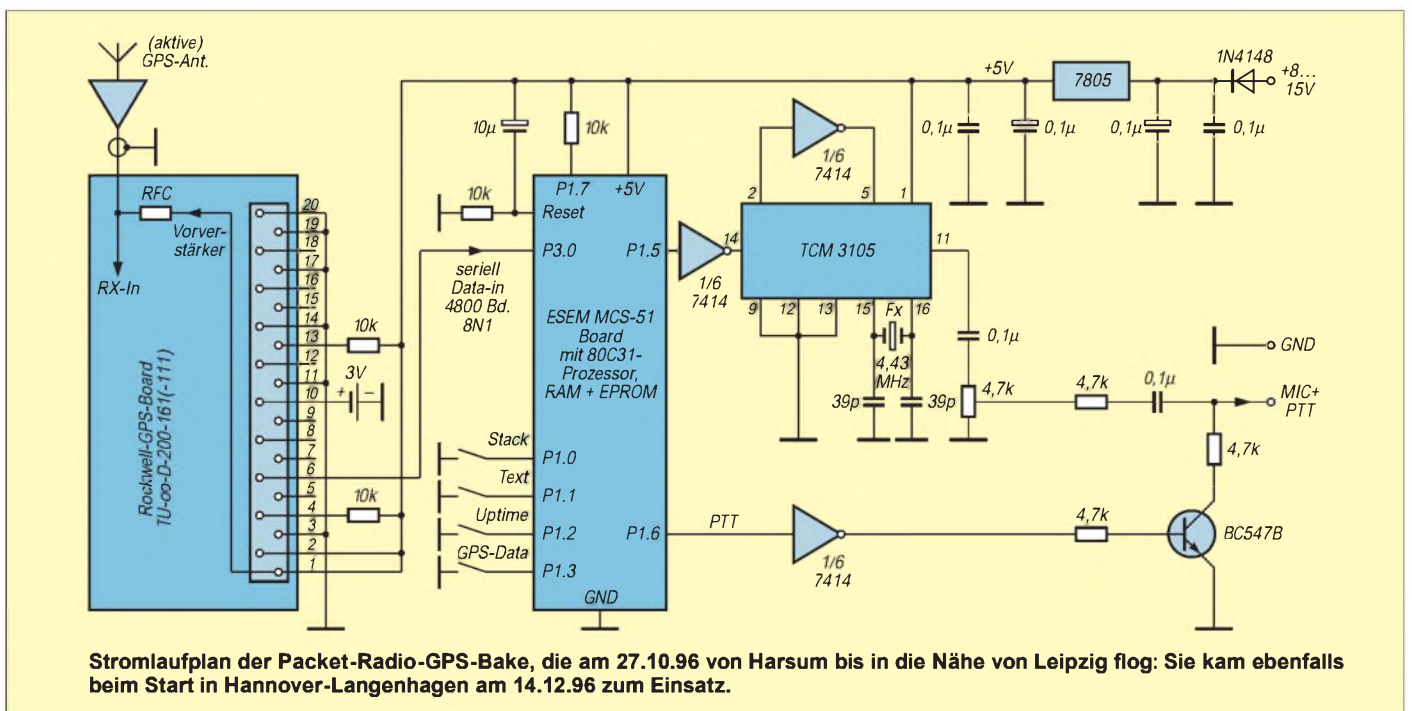 (aktive)
GPS-Ant.
RFC
Vorver-
stärker
RX-In
Rockwell-GPS-Board
TU-oo-D-200-161(-111)
20
19
18
17
16
15
14
13
12
11
10
9
8
7
6
5
4
3
2
1
10k
3V
+
–
10k
10µ
10k
10k
seriell
Data-in
4800 Bd.
8N1
Stack
Text
Uptime
GPS-Data
P1.7
+5V
Reset
P3.0
P1.5
ESEM MCS-51
Board
mit 80C31-
Prozessor,
RAM + EPROM
P1.0
P1.1
P1.2
P1.6
P1.3
GND
1/6
7414
1/6
7414
14
2
5
1
TCM 3105
11
9
12
13
15
16
Fx
4,43
MHz
39p
39p
0,1µ
4,7k
4,7k
0,1µ
+5V
7805
1N4148
+8...
15V
0,1µ
0,1µ
0,1µ
0,1µ
GND
MIC+
PTT
4,7k
PTT
1/6
7414
4,7k
BC547B
Stromlaufplan der Packet-Radio-GPS-Bake, die am 27.10.96 von Harsum bis in die Nähe von Leipzig flog: Sie kam ebenfalls
beim Start in Hannover-Langenhagen am 14.12.96 zum Einsatz.